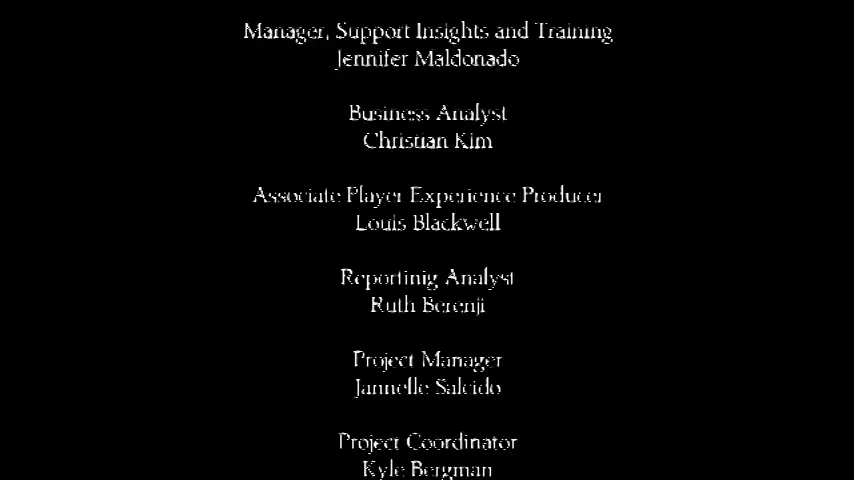 Manager, Support Insights and Training
Jennifer Maldonado
Business Analyst
Christian Kim
Associate Player Experience Producer
Louis Blackwell
Reportinig Analyst
Ruth Berenji
Project Manager
Jannelle Salcido
Project Coordinator
Kyle Bergman